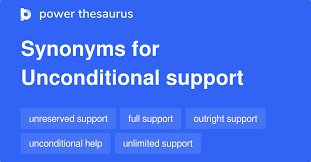 power thesaurus
Synonyms for
Unconditional support
unreserved support full support outright support
unconditional help unlimited support